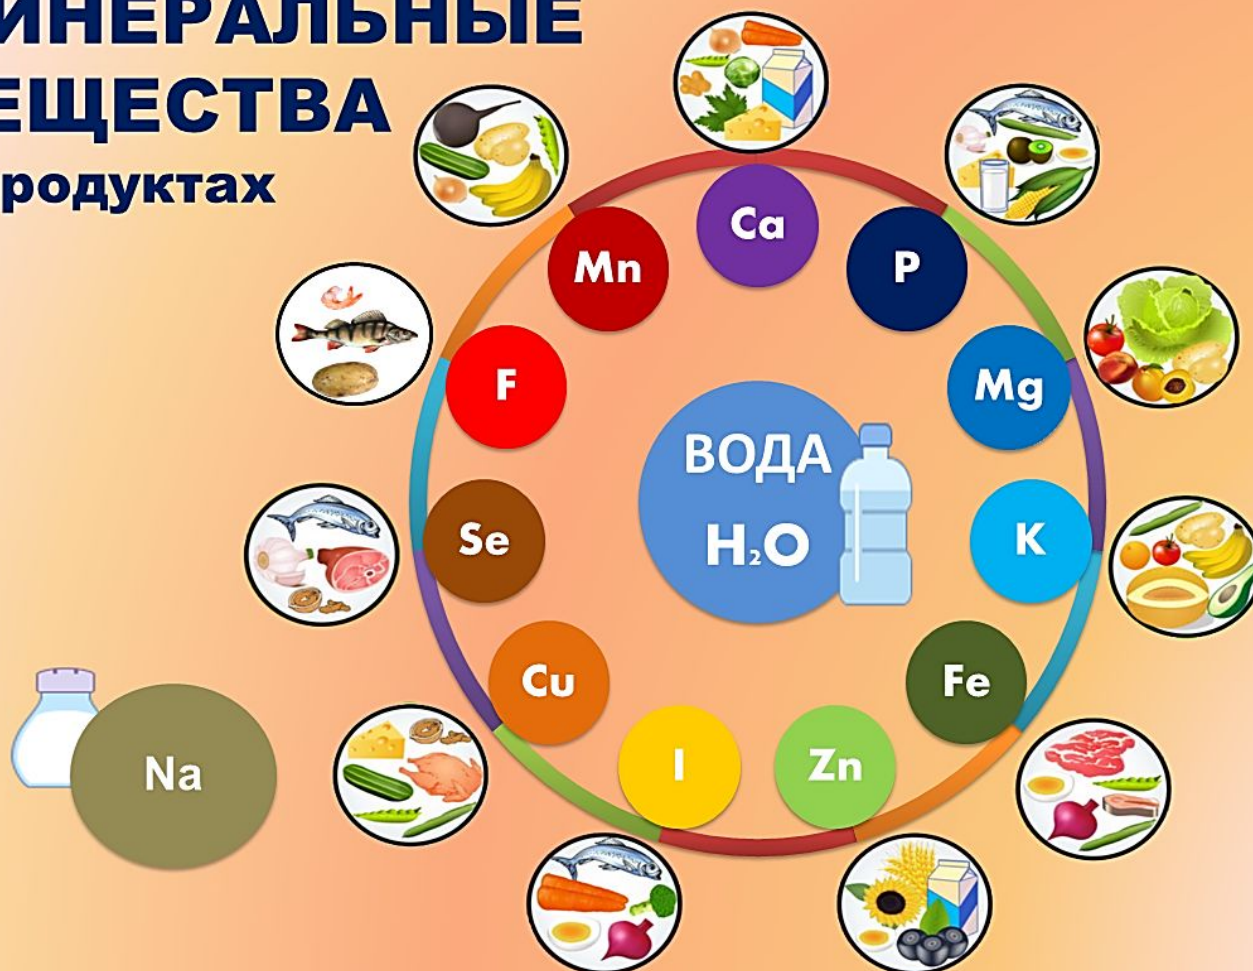 ИНЕРАЛЬНЫЕ
ЕЩЕСТВА
родуктах
Ca
Mn
P
F
Mg
ВОДА
H₂O
Se
K
Cu
Fe
I
Zn
Na